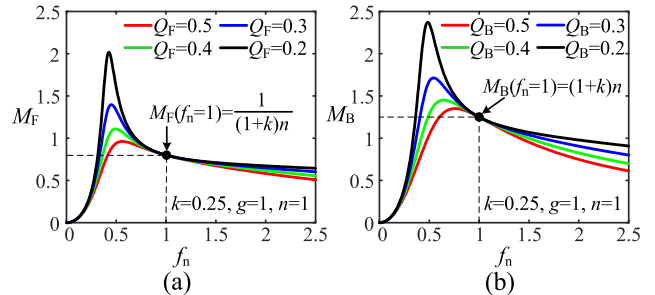 Q_F=0.5 Q_F=0.3
Q_F=0.4 Q_F=0.2
M_F
M_F(f_n=1)=1/((1+k)n)
k=0.25, g=1, n=1
2.5
2
1.5
1
0.5
0
0 0.5 1 1.5 2 2.5
f_n
(a)
Q_B=0.5 Q_B=0.3
Q_B=0.4 Q_B=0.2
M_B
M_B(f_n=1)=(1+k)n
k=0.25, g=1, n=1
2.5
2
1.5
1
0.5
0
0 0.5 1 1.5 2 2.5
f_n
(b)